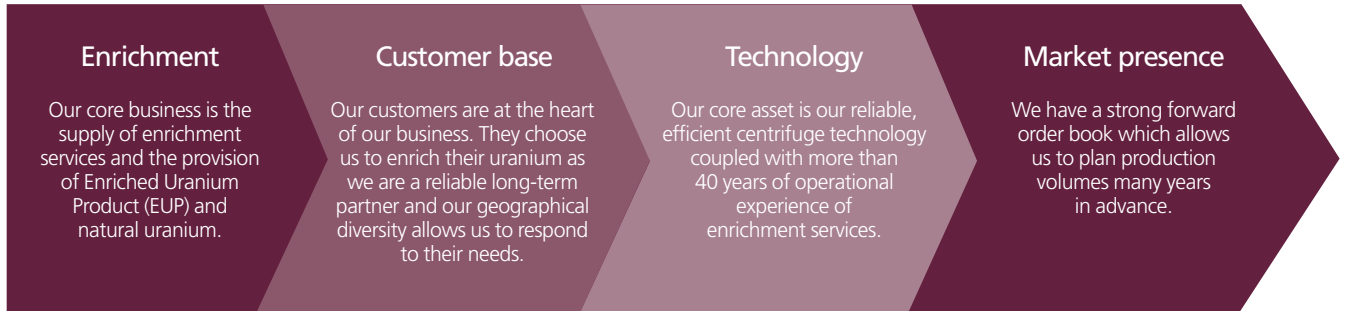 Enrichment
Our core business is the
supply of enrichment
services and the provision
of Enriched Uranium
Product (EUP) and
natural uranium.
Customer base
Our customers are at the heart
of our business. They choose
us to enrich their uranium as
we are a reliable long-term
partner and our geographical
diversity allows us to respond
to their needs.
Technology
Our core asset is our reliable,
efficient centrifuge technology
coupled with more than
40 years of operational
experience of
enrichment services.
Market presence
We have a strong forward
order book which allows
us to plan production
volumes many years
in advance.